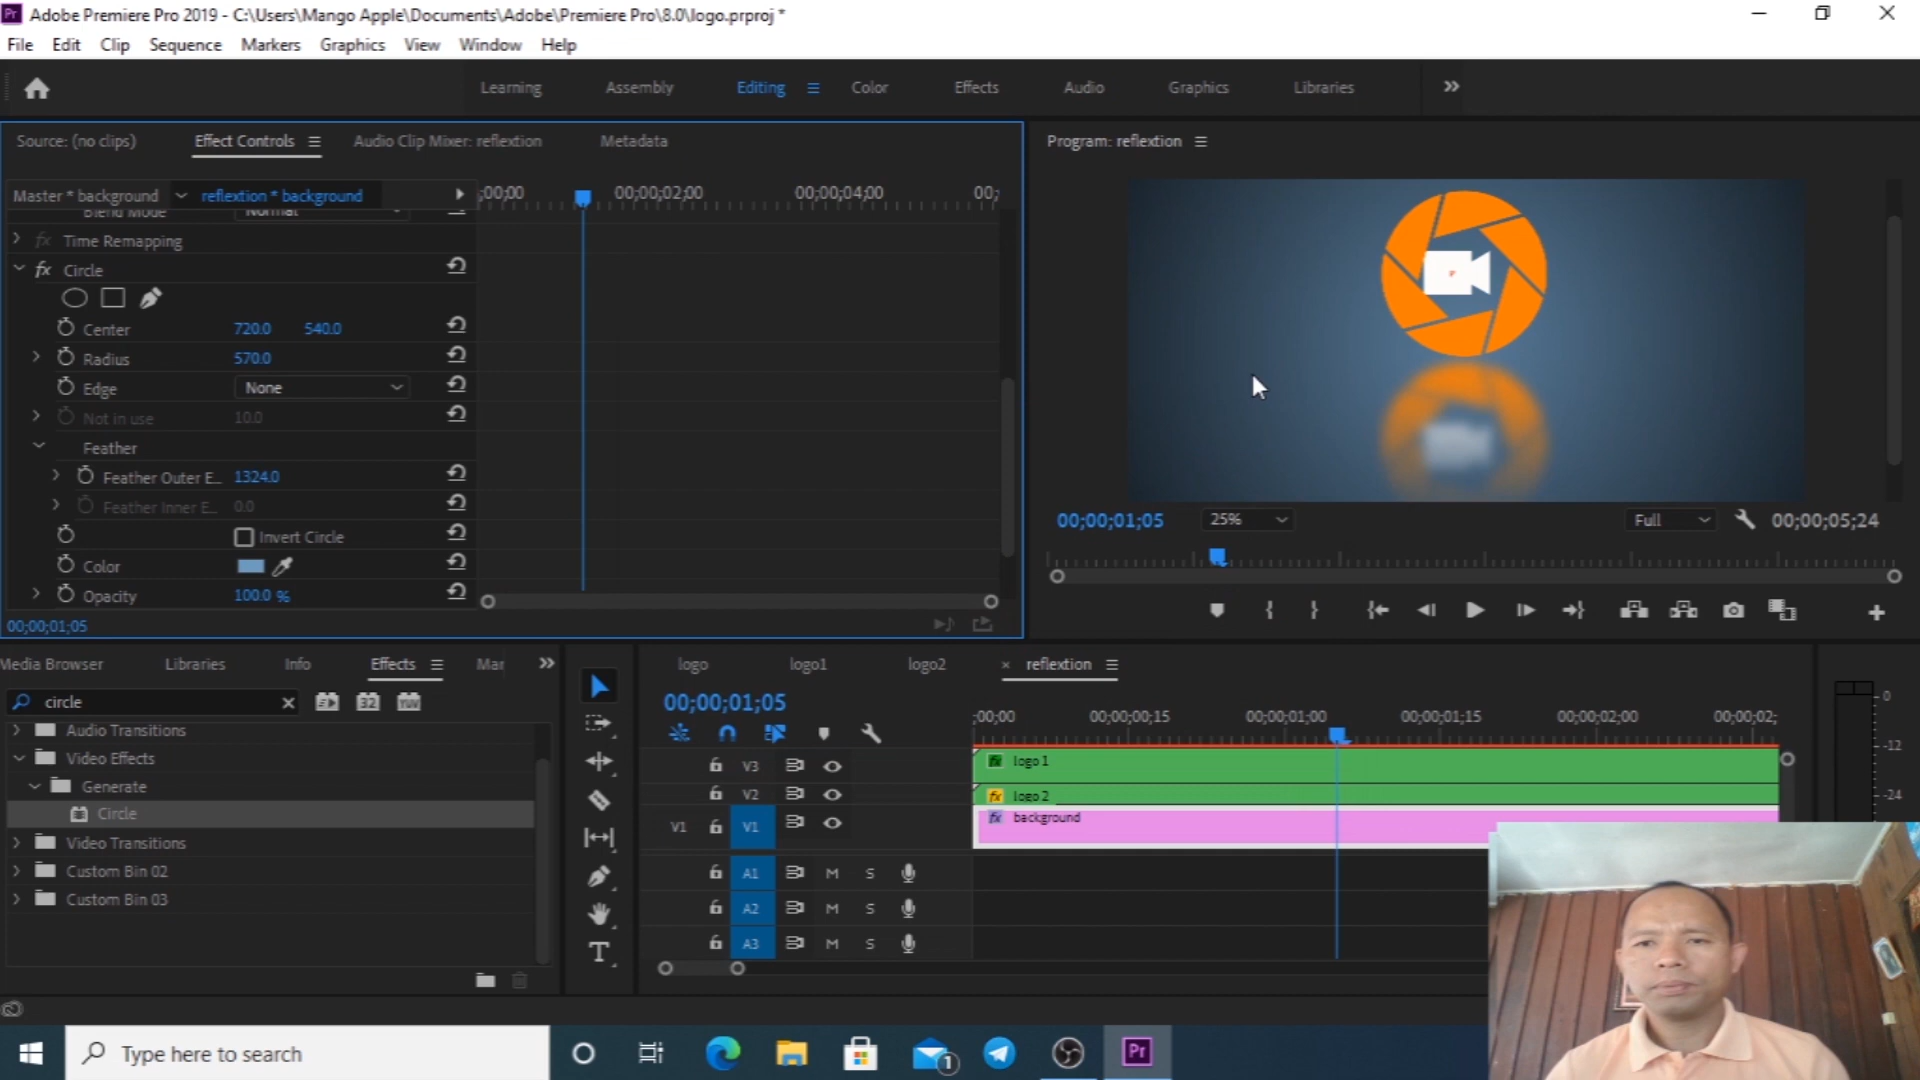 Adobe Premiere Pro 2019 - C:\Users\Mango Apple\Documents\Adobe\Premiere Pro\8.0\logo.prproj *
File Edit Clip Sequence Markers Graphics View Window Help
Learning Assembly Editing Color Effects Audio Graphics Libraries
Source: (no clips) Effect Controls Audio Clip Mixer: reflextion Metadata
Program: reflextion
Master * background reflextion * background
;00;00 00;00;02;00 00;00;04;00 00;
Blend Mode Normal
fx Time Remapping
fx Circle
Center 720.0 540.0
Radius 570.0
Edge None
Not in use 10.0
Feather
Feather Outer E... 1324.0
Feather Inner E... 0.0
Invert Circle
Color
Opacity 100.0 %
00;00;01;05
00;00;01;05 25% Full 00;00;05;24
Media Browser Libraries Info Effects Mar
circle
32 YUV
Audio Transitions
Video Effects
Generate
Circle
Video Transitions
Custom Bin 02
Custom Bin 03
logo logo1 logo2 × reflextion
00;00;01;05
;00;00 00;00;00;15 00;00;01;00 00;00;01;15 00;00;02;00 00;00;02;
V3 fx logo 1
V2 fx logo 2
V1 V1 fx background
A1 M S
A2 M S
A3 M S
0
-12
-24
Type here to search
1
Pr